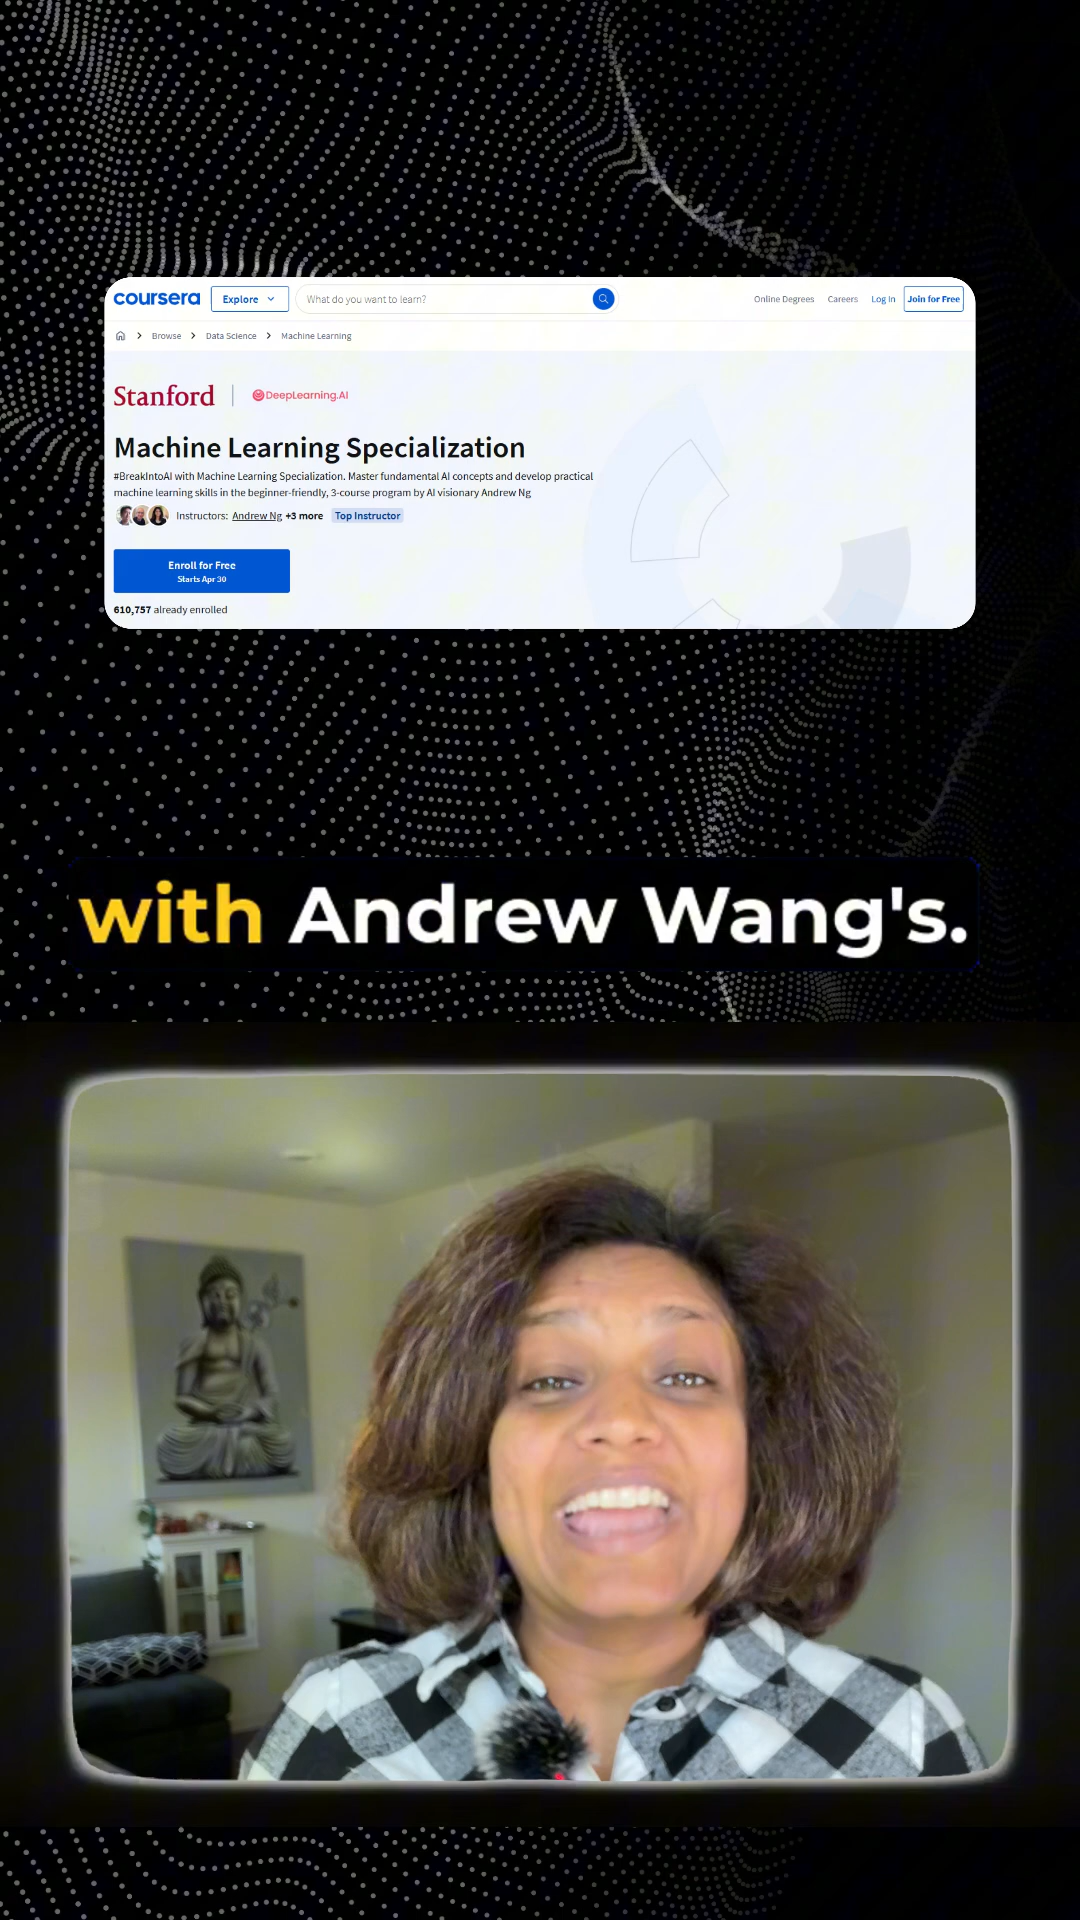 coursera Explore What do you want to learn? Online Degrees Careers Log In Join for Free
Browse > Data Science > Machine Learning
Stanford | DeepLearning.AI
Machine Learning Specialization
#BreakIntoAI with Machine Learning Specialization. Master fundamental AI concepts and develop practical
machine learning skills in the beginner-friendly, 3-course program by AI visionary Andrew Ng
Instructors: Andrew Ng +3 more Top Instructor
Enroll for Free
Starts Apr 30
610,757 already enrolled
with Andrew Wang's.